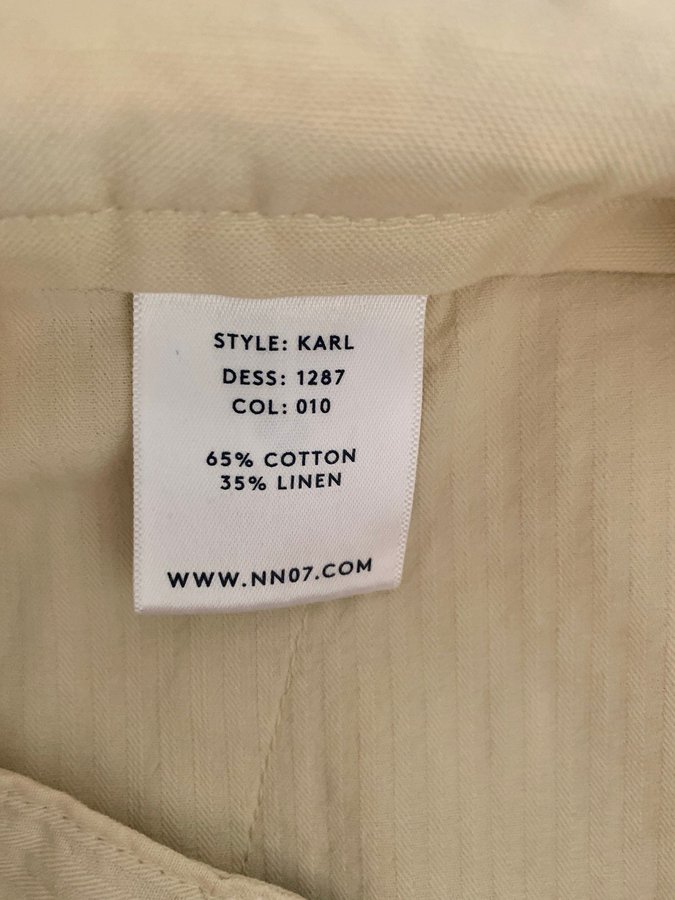 STYLE: KARL
DESS: 1287
COL: 010
65% COTTON
35% LINEN
WWW.NN07.COM